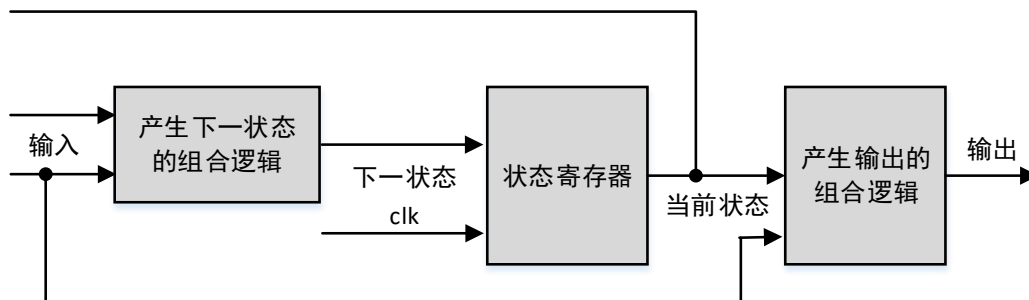 输入
产生下一状态
的组合逻辑
下一状态
clk
状态寄存器
当前状态
产生输出的
组合逻辑
输出